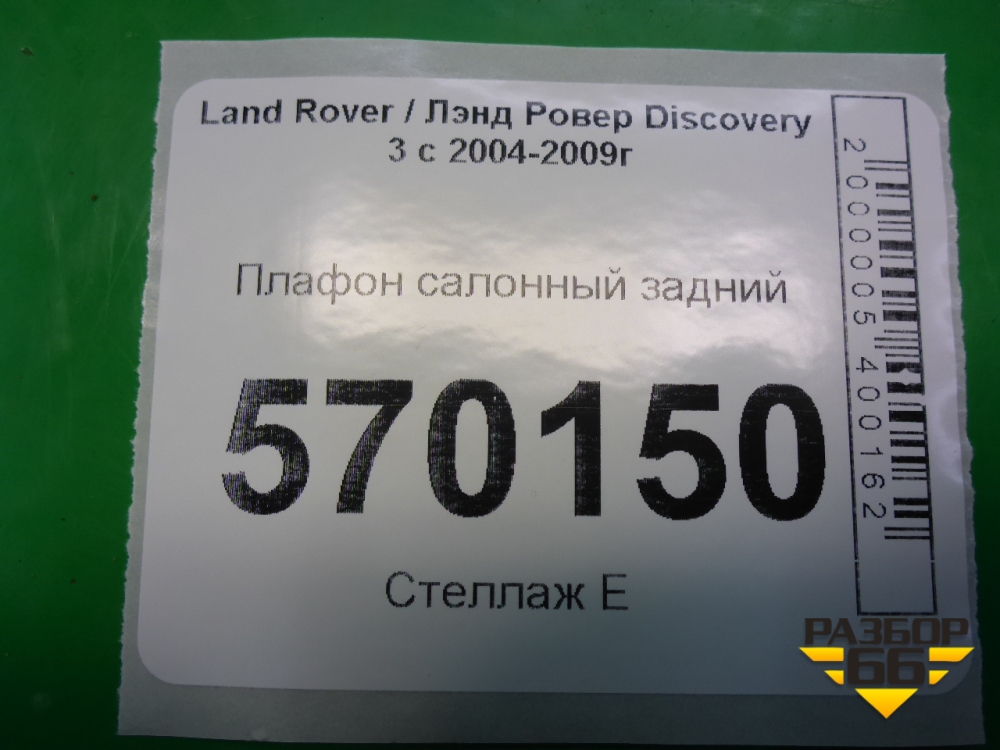 Land Rover / Лэнд Ровер Discovery
3 с 2004-2009г
Плафон салонный задний
570150
Стеллаж Е
2000005400162
РАЗБОР
66